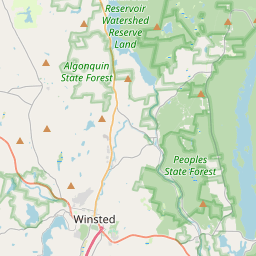 Reservoir
Watershed
Reserve
Land
Algonquin
State Forest
Peoples
State Forest
Winsted